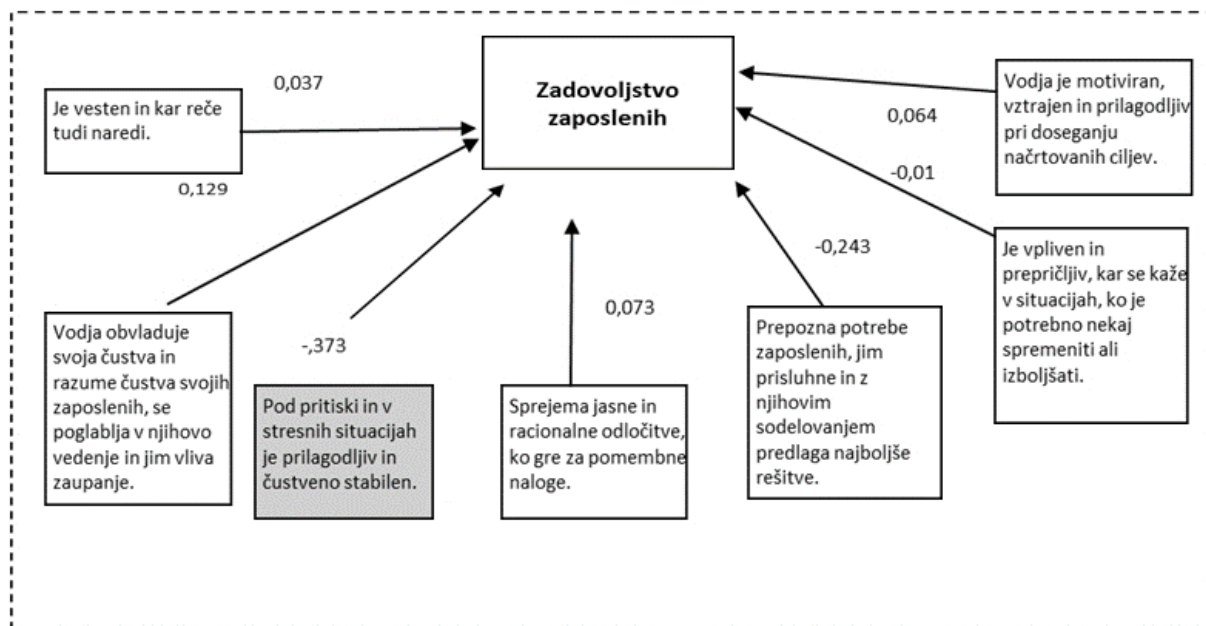 Zadovoljstvo
zaposlenih
0,037
Je vesten in kar reče
tudi naredi.
0,129
Vodja obvladuje
svoja čustva in
razume čustva svojih
zaposlenih, se
poglablja v njihovo
vedenje in jim vliva
zaupanje.
-,373
Pod pritiski in v
stresnih situacijah
je prilagodljiv in
čustveno stabilen.
0,073
Sprejema jasne in
racionalne odločitve,
ko gre za pomembne
naloge.
-0,243
Prepozna potrebe
zaposlenih, jim
prisluhne in z
njihovim
sodelovanjem
predlaga najboljše
rešitve.
0,064
Vodja je motiviran,
vztrajen in prilagodljiv
pri doseganju
načrtovanih ciljev.
-0,01
Je vpliven in
prepričljiv, kar se kaže
v situacijah, ko je
potrebno nekaj
spremeniti ali
izboljšati.